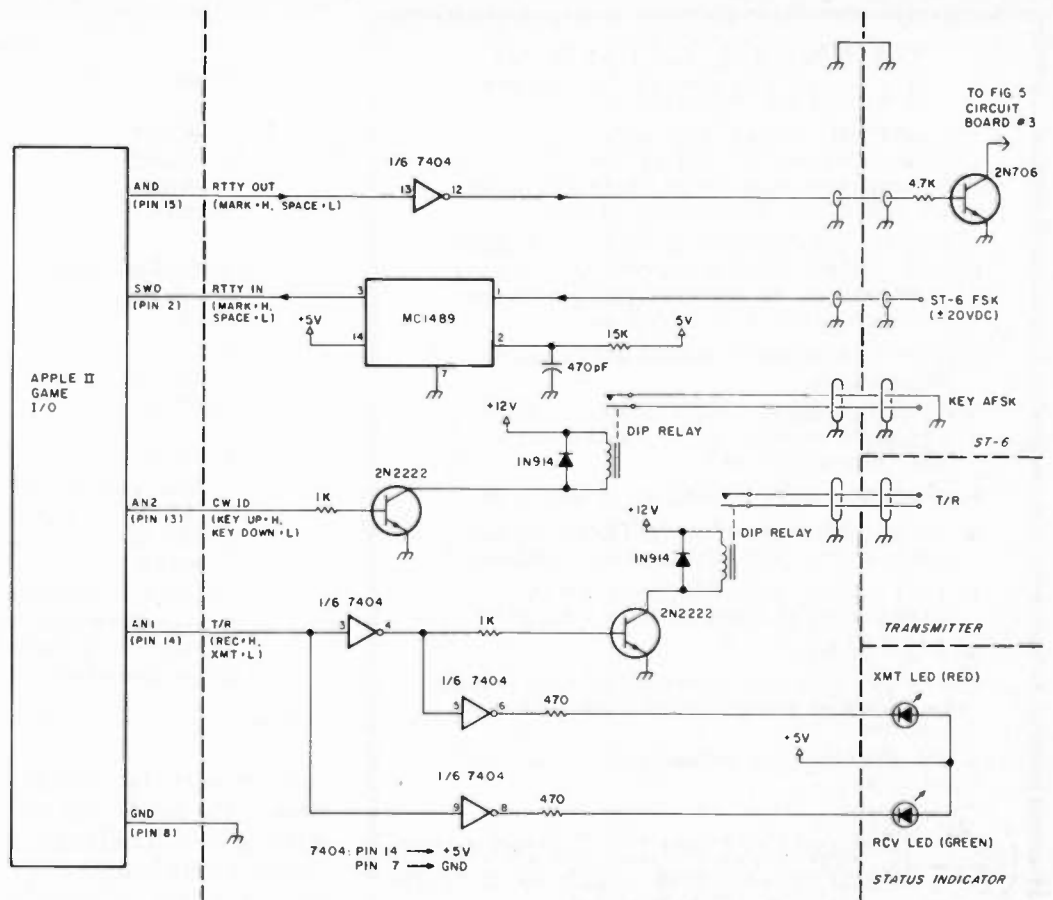 TO FIG. 5
CIRCUIT
BOARD #3
2N706
4.7K
1/6 7404
13
12
AND
(PIN 15)
RTTY OUT
(MARK=H, SPACE=L)
SWO
(PIN 2)
RTTY IN
(MARK=H,
SPACE=L)
3
1
MC1489
+5V
14
2
7
15K
5V
470pF
ST-6 FSK
(±20VDC)
APPLE II
GAME
I/O
KEY AFSK
ST-6
+12V
DIP RELAY
1N914
2N2222
1K
AN2
(PIN 13)
CW ID
(KEY UP=H,
KEY DOWN=L)
T/R
+12V
DIP RELAY
1N914
2N2222
1/6 7404
3
4
1K
AN1
(PIN 14)
T/R
(REC=H,
XMT=L)
TRANSMITTER
1/6 7404
5
6
470
XMT LED (RED)
+5V
1/6 7404
9
8
470
GND
(PIN 8)
7404: PIN 14 → +5V
PIN 7 → GND
RCV LED (GREEN)
STATUS INDICATOR